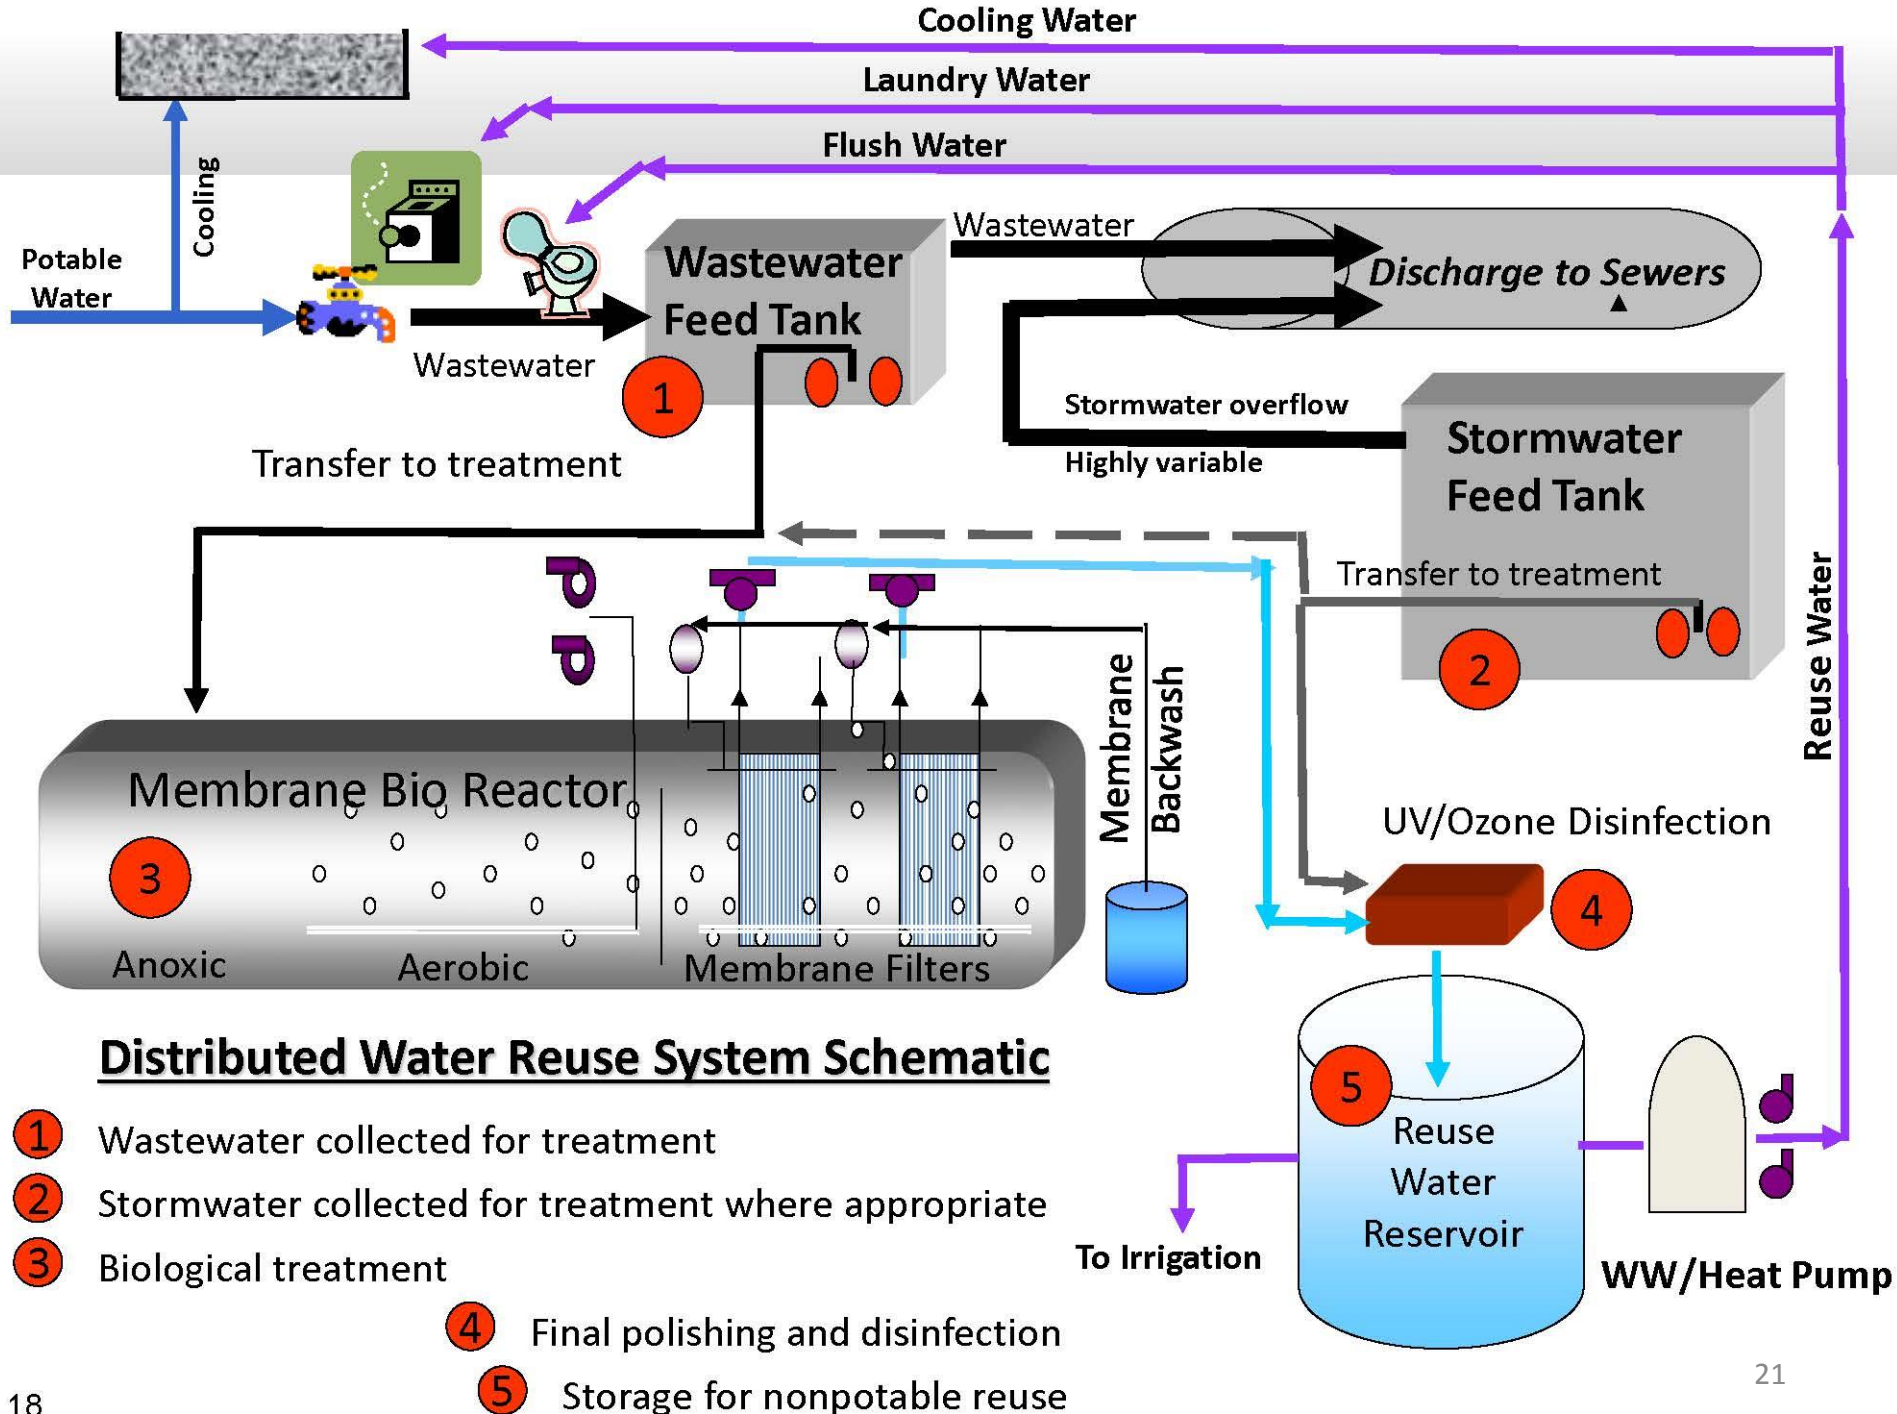 Cooling Water
Laundry Water
Flush Water
Cooling
Potable
Water
Wastewater
Wastewater
Feed Tank
1
Wastewater
Discharge to Sewers
Stormwater overflow
Highly variable
Stormwater
Feed Tank
Transfer to treatment
Transfer to treatment
2
Reuse Water
Membrane
Backwash
Membrane Bio Reactor
3
Anoxic
Aerobic
Membrane Filters
UV/Ozone Disinfection
4
5
Reuse
Water
Reservoir
To Irrigation
WW/Heat Pump
Distributed Water Reuse System Schematic
1 Wastewater collected for treatment
2 Stormwater collected for treatment where appropriate
3 Biological treatment
4 Final polishing and disinfection
5 Storage for nonpotable reuse
21
18